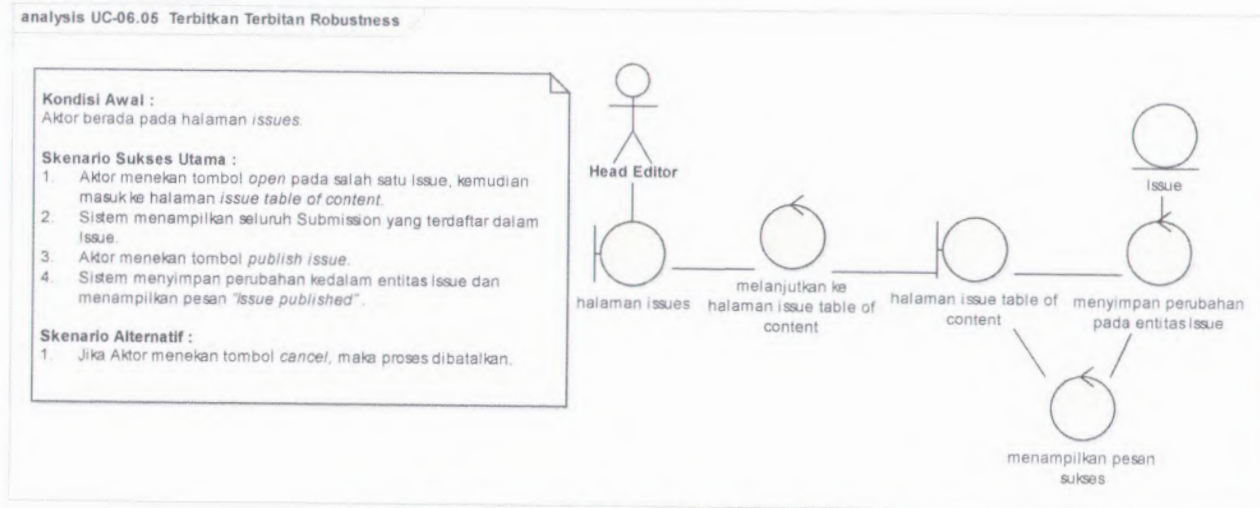 analysis UC-06.05 Terbitkan Terbitan Robustness
Kondisi Awal :
Aktor berada pada halaman issues.
Skenario Sukses Utama :
1. Aktor menekan tombol open pada salah satu Issue, kemudian
masuk ke halaman issue table of content.
2. Sistem menampilkan seluruh Submission yang terdaftar dalam
Issue.
3. Aktor menekan tombol publish issue.
4. Sistem menyimpan perubahan kedalam entitas Issue dan
menampilkan pesan "Issue published".
Skenario Alternatif :
1. Jika Aktor menekan tombol cancel, maka proses dibatalkan.
Head Editor
halaman issues
melanjutkan ke
halaman issue table of
content
halaman issue table of
content
Issue
menyimpan perubahan
pada entitas Issue
menampilkan pesan
sukses